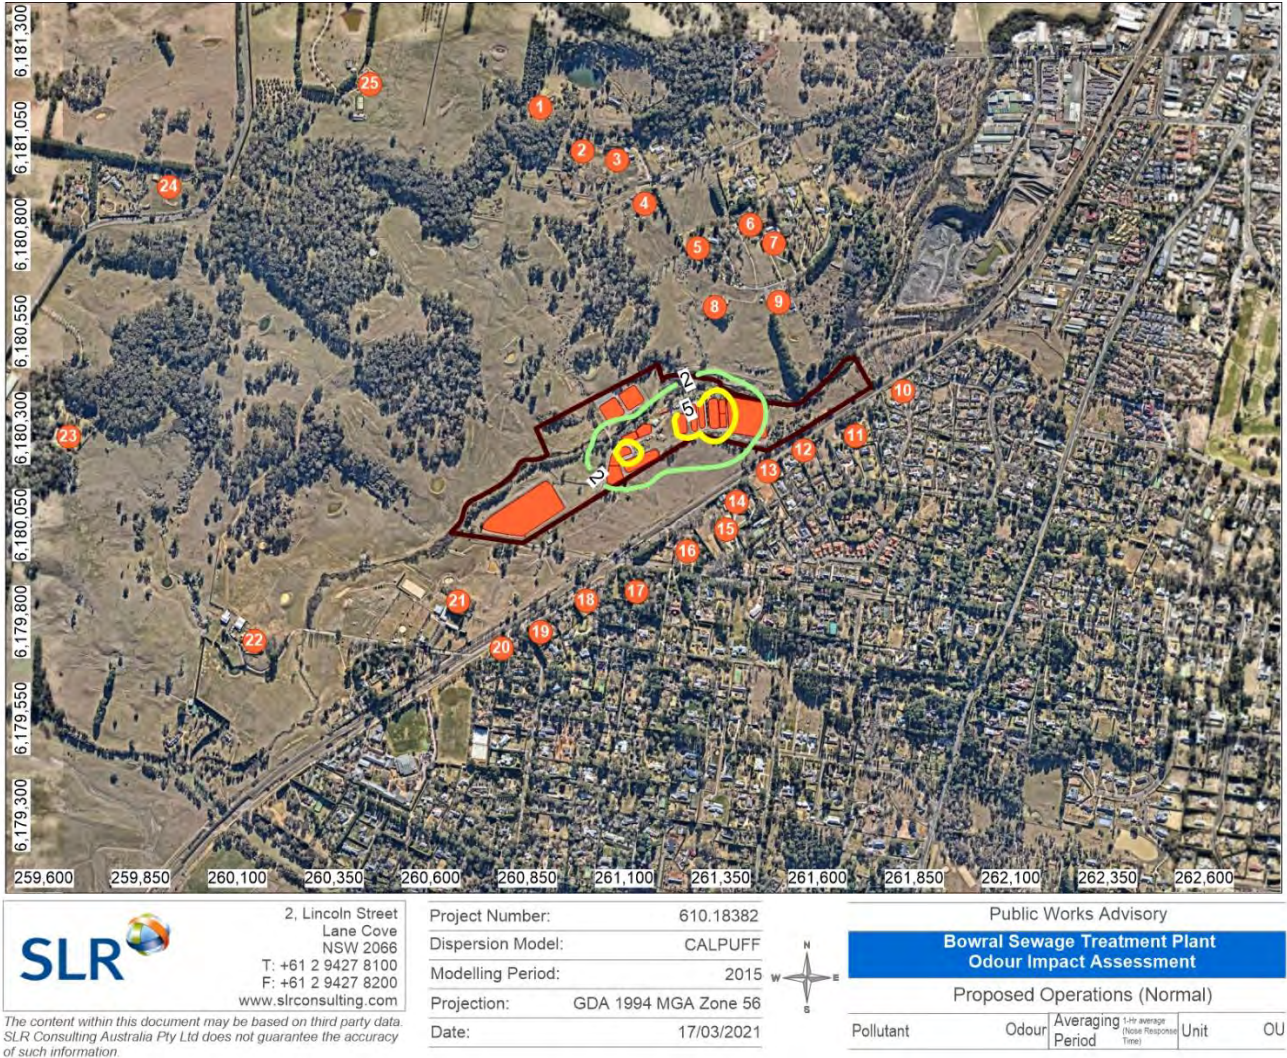 6,181,300
6,181,050
6,180,800
6,180,550
6,180,300
6,180,050
6,179,800
6,179,550
6,179,300
25
1
2
3
24
4
6
7
5
8
9
2
10
5
23
11
12
13
2
14
15
16
17
18
21
19
22
20
259,600 259,850 260,100 260,350 260,600 260,850 261,100 261,350 261,600 261,850 262,100 262,350 262,600
SLR
2, Lincoln Street
Lane Cove
NSW 2066
T: +61 2 9427 8100
F: +61 2 9427 8200
www.slrconsulting.com
The content within this document may be based on third party data.
SLR Consulting Australia Pty Ltd does not guarantee the accuracy
of such information.
Project Number: 610.18382
Dispersion Model: CALPUFF
Modelling Period: 2015
Projection: GDA 1994 MGA Zone 56
Date: 17/03/2021
N
W E
S
Public Works Advisory
Bowral Sewage Treatment Plant
Odour Impact Assessment
Proposed Operations (Normal)
Pollutant Odour
Averaging
Period
1-Hr average
(Nose Response
Time)
Unit OU